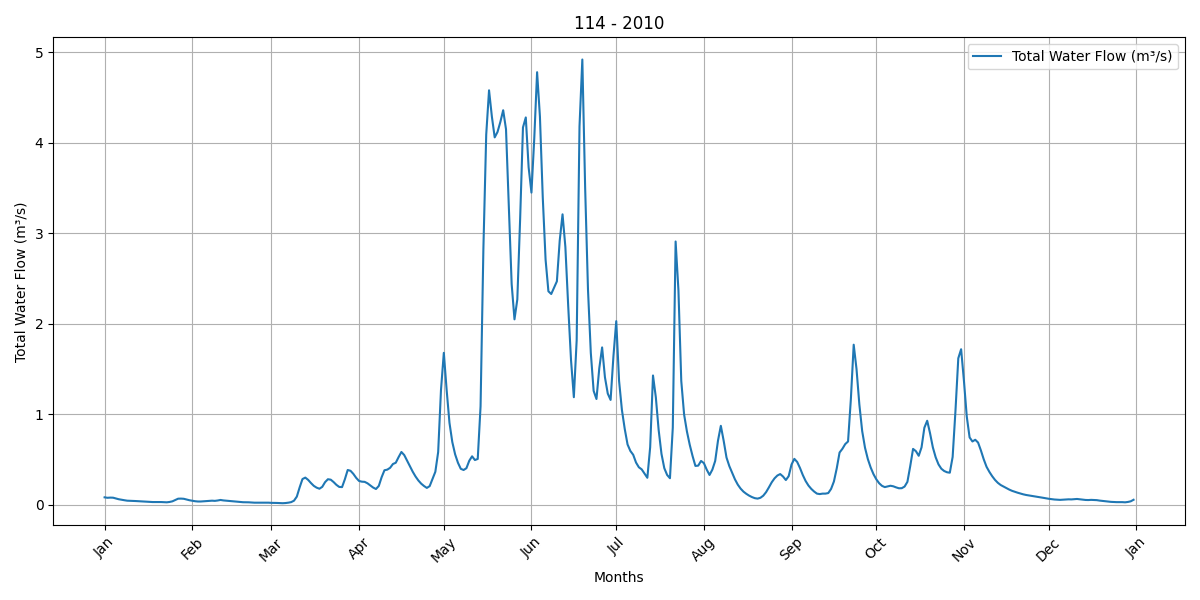 114 - 2010
Total Water Flow (m³/s)
Total Water Flow (m³/s)
5
4
3
2
1
0
Jan
Feb
Mar
Apr
May
Jun
Jul
Aug
Sep
Oct
Nov
Dec
Jan
Months